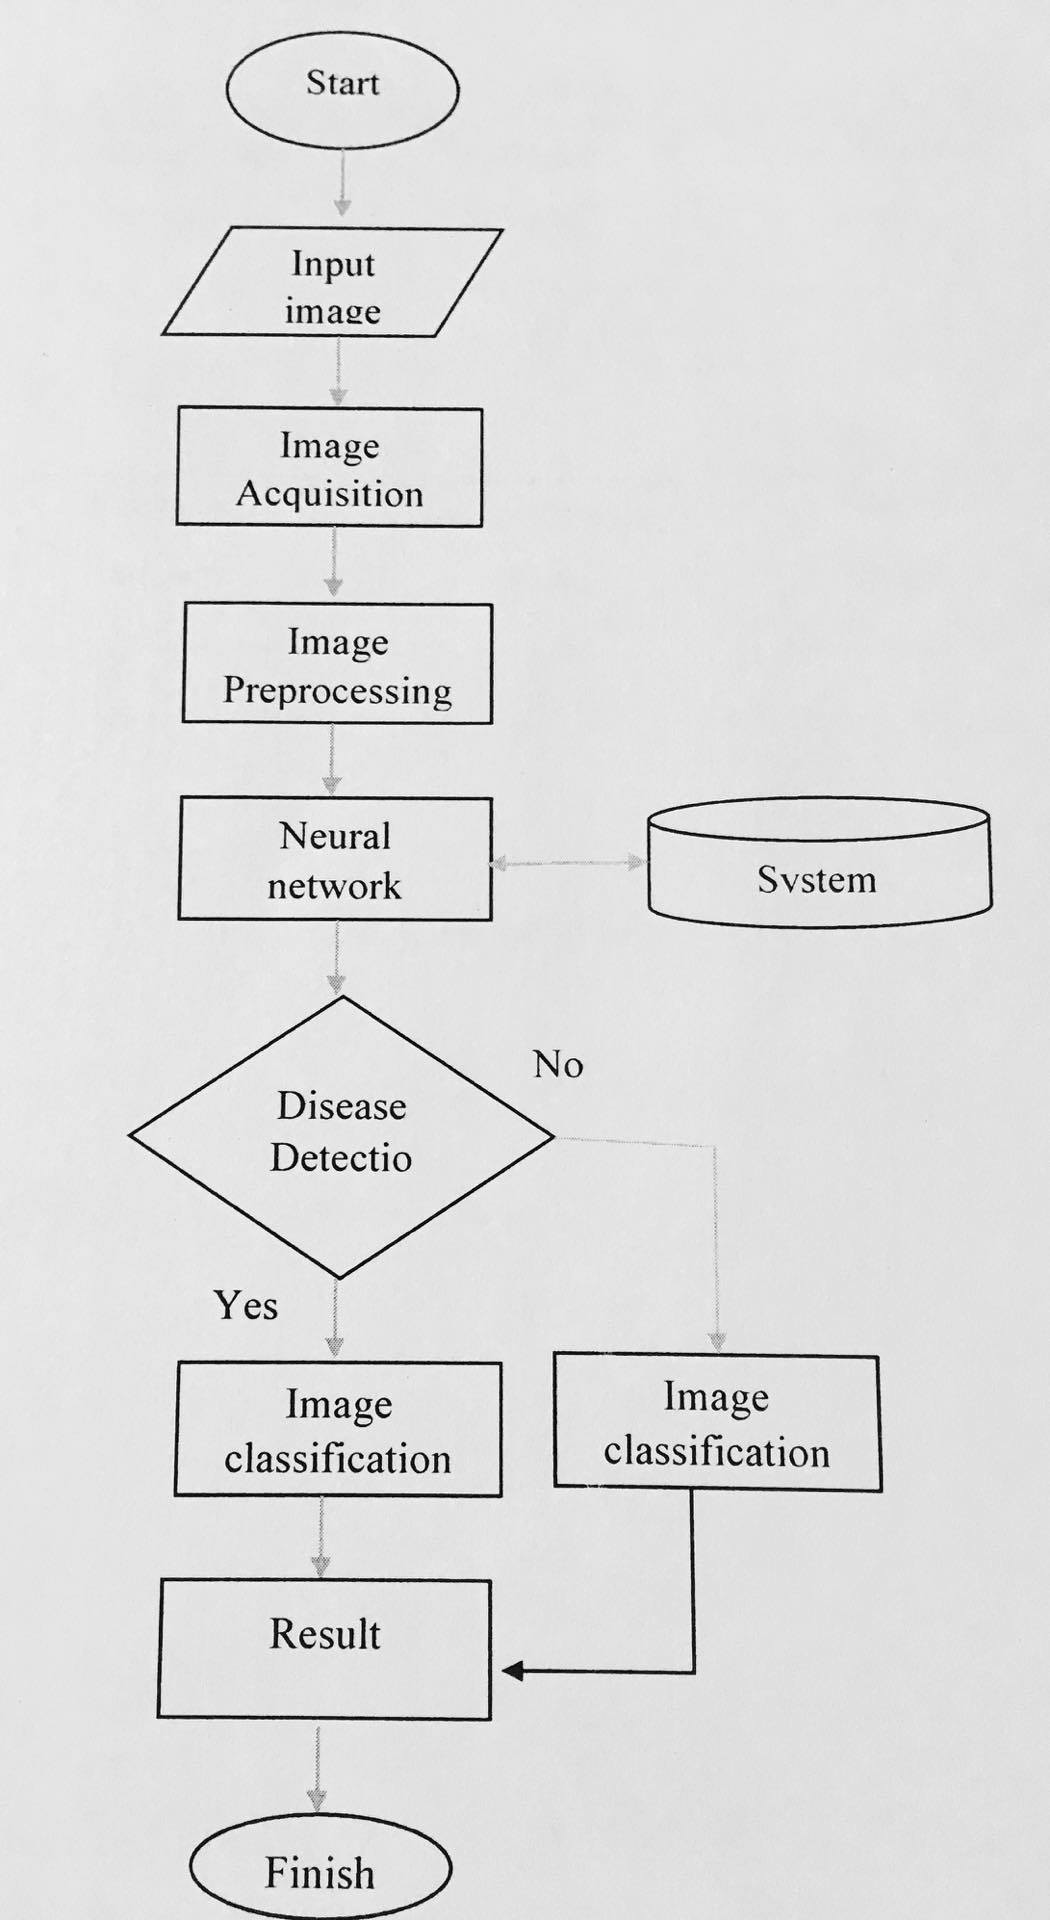 Start
Input
image
Image
Acquisition
Image
Preprocessing
Neural
network
System
Disease
Detectio
No
Yes
Image
classification
Image
classification
Result
Finish